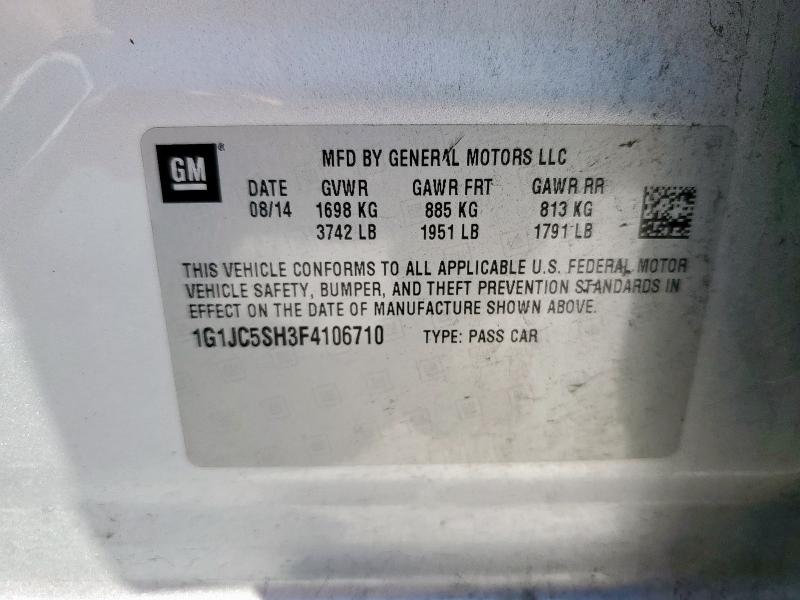 GM®
MFD BY GENERAL MOTORS LLC
DATE GVWR GAWR FRT GAWR RR
08/14 1698 KG 885 KG 813 KG
3742 LB 1951 LB 1791 LB
THIS VEHICLE CONFORMS TO ALL APPLICABLE U.S. FEDERAL MOTOR
VEHICLE SAFETY, BUMPER, AND THEFT PREVENTION STANDARDS IN
EFFECT ON THE DATE OF MANUFACTURE SHOWN ABOVE.
1G1JC5SH3F4106710 TYPE: PASS CAR